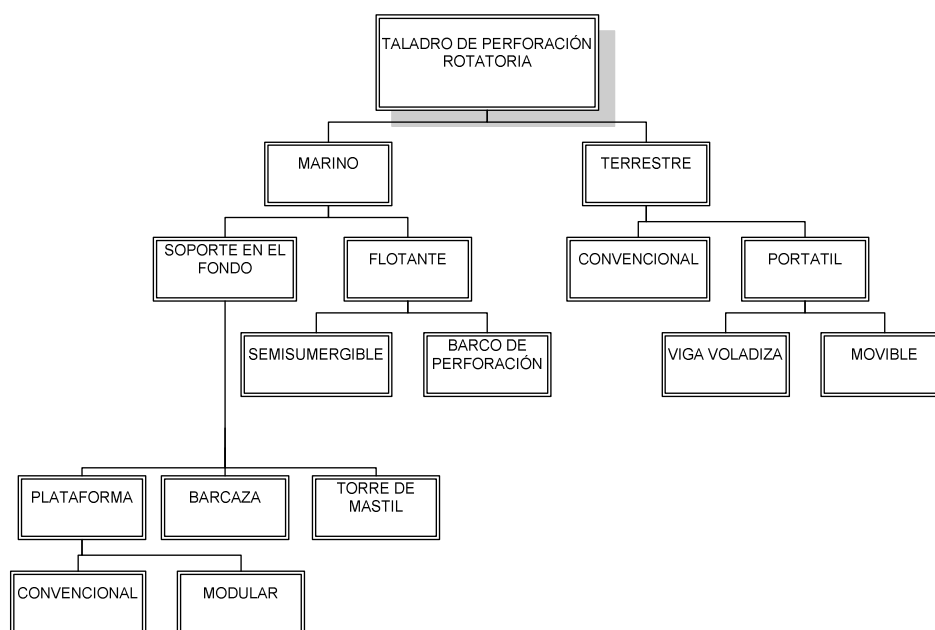 TALADRO DE PERFORACIÓN
ROTATORIA
MARINO
TERRESTRE
SOPORTE EN EL
FONDO
FLOTANTE
CONVENCIONAL
PORTATIL
SEMISUMERGIBLE
BARCO DE
PERFORACIÓN
VIGA VOLADIZA
MOVIBLE
PLATAFORMA
BARCAZA
TORRE DE
MASTIL
CONVENCIONAL
MODULAR